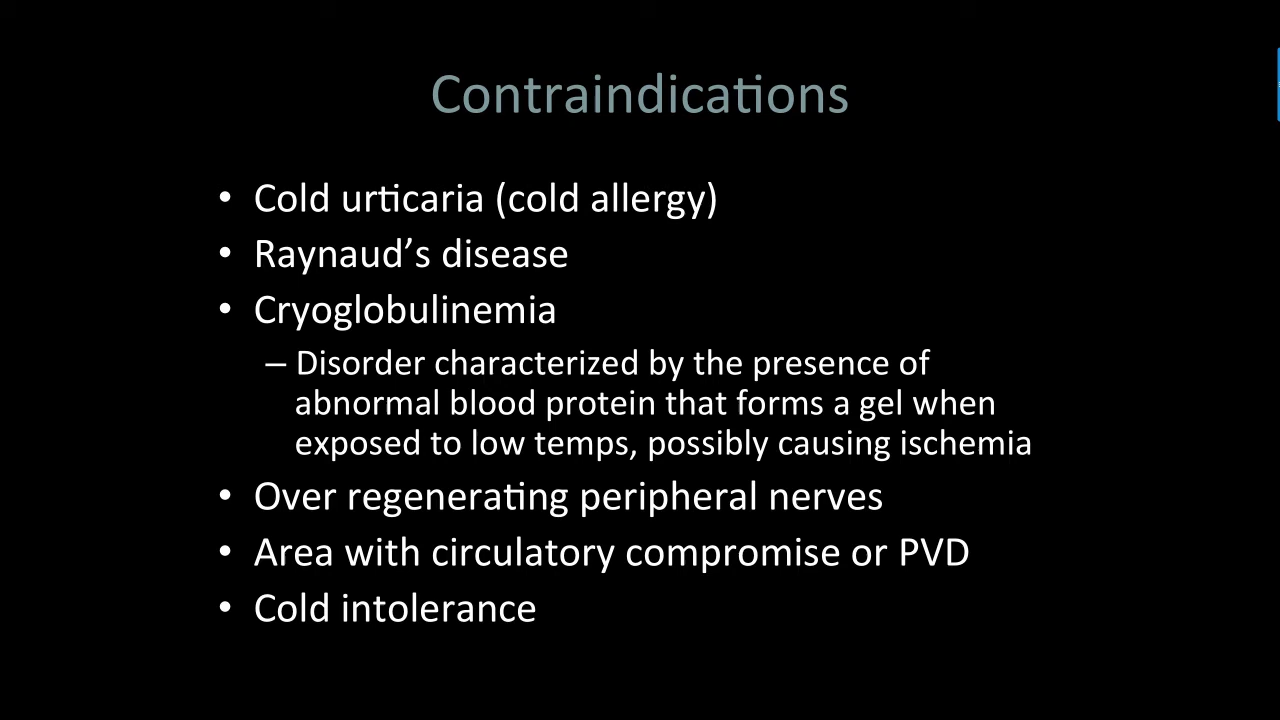 Contraindications
• Cold urticaria (cold allergy)
• Raynaud’s disease
• Cryoglobulinemia
– Disorder characterized by the presence of
abnormal blood protein that forms a gel when
exposed to low temps, possibly causing ischemia
• Over regenerating peripheral nerves
• Area with circulatory compromise or PVD
• Cold intolerance